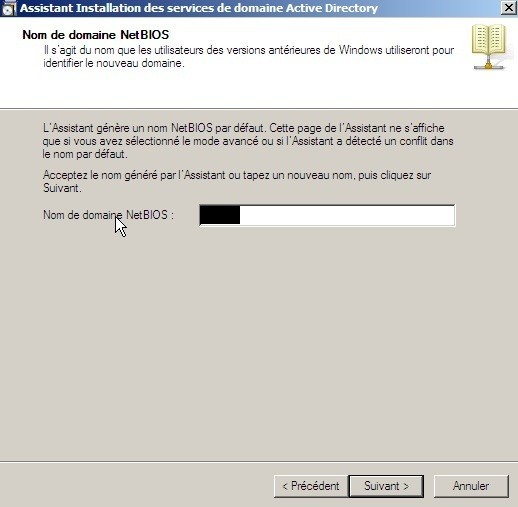 Assistant Installation des services de domaine Active Directory
Nom de domaine NetBIOS
Il s'agit du nom que les utilisateurs des versions antérieures de Windows utiliseront pour
identifier le nouveau domaine.
L'Assistant génère un nom NetBIOS par défaut. Cette page de l'Assistant ne s'affiche
que si vous avez sélectionné le mode avancé ou si l'Assistant a détecté un conflit dans
le nom par défaut.
Acceptez le nom généré par l'Assistant ou tapez un nouveau nom, puis cliquez sur
Suivant.
Nom de domaine NetBIOS :
< Précédent Suivant > Annuler